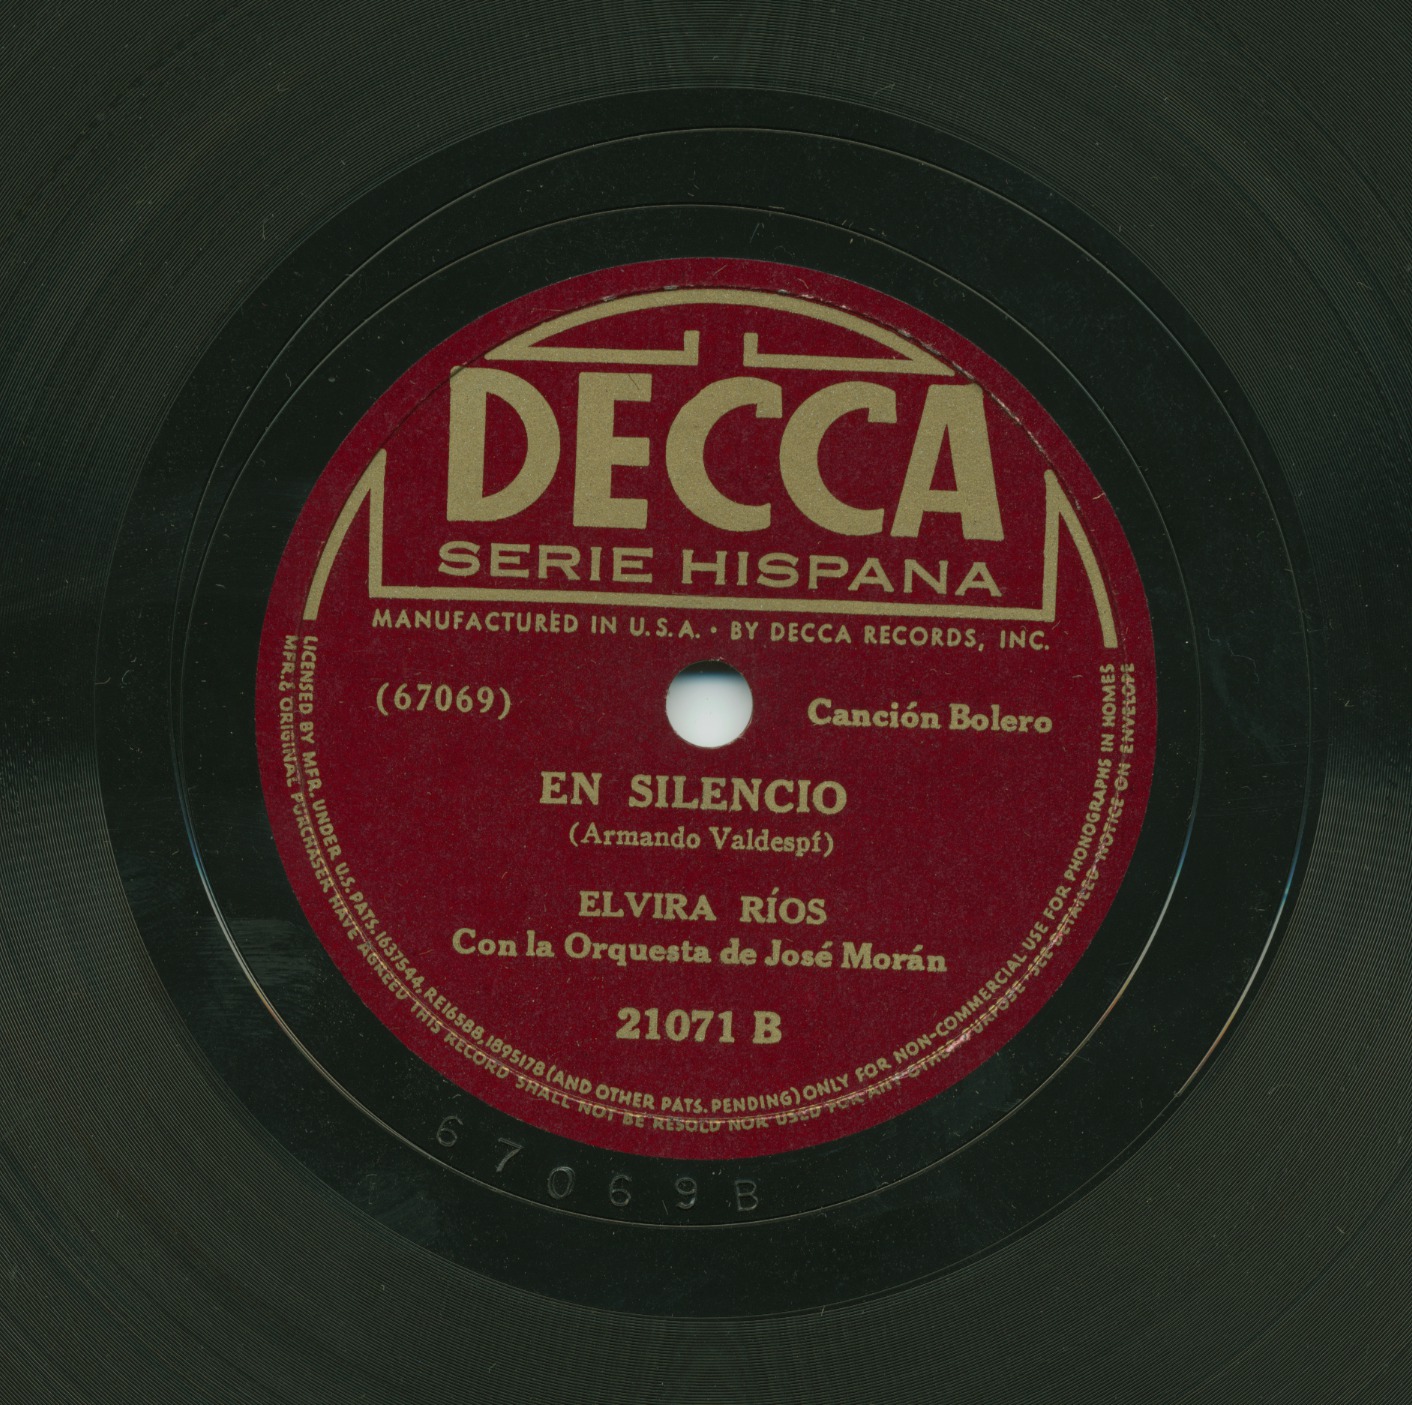 DECCA
SERIE HISPANA
MANUFACTURED IN U.S.A. • BY DECCA RECORDS, INC.
(67069)
Canción Bolero
EN SILENCIO
(Armando Valdespí)
ELVIRA RÍOS
Con la Orquesta de José Morán
21071 B
LICENSED BY MFR. UNDER U.S. PATS. 1637544, RE16588, 1895178 (AND OTHER PATS. PENDING) ONLY FOR NON-COMMERCIAL USE FOR PHONOGRAPHS IN HOMES
MFR. & ORIGINAL PURCHASER HAVE AGREED THIS RECORD SHALL NOT BE RESOLD NOR USED FOR ANY OTHER PURPOSE • SEE DETAILED NOTICE ON ENVELOPE
67069B